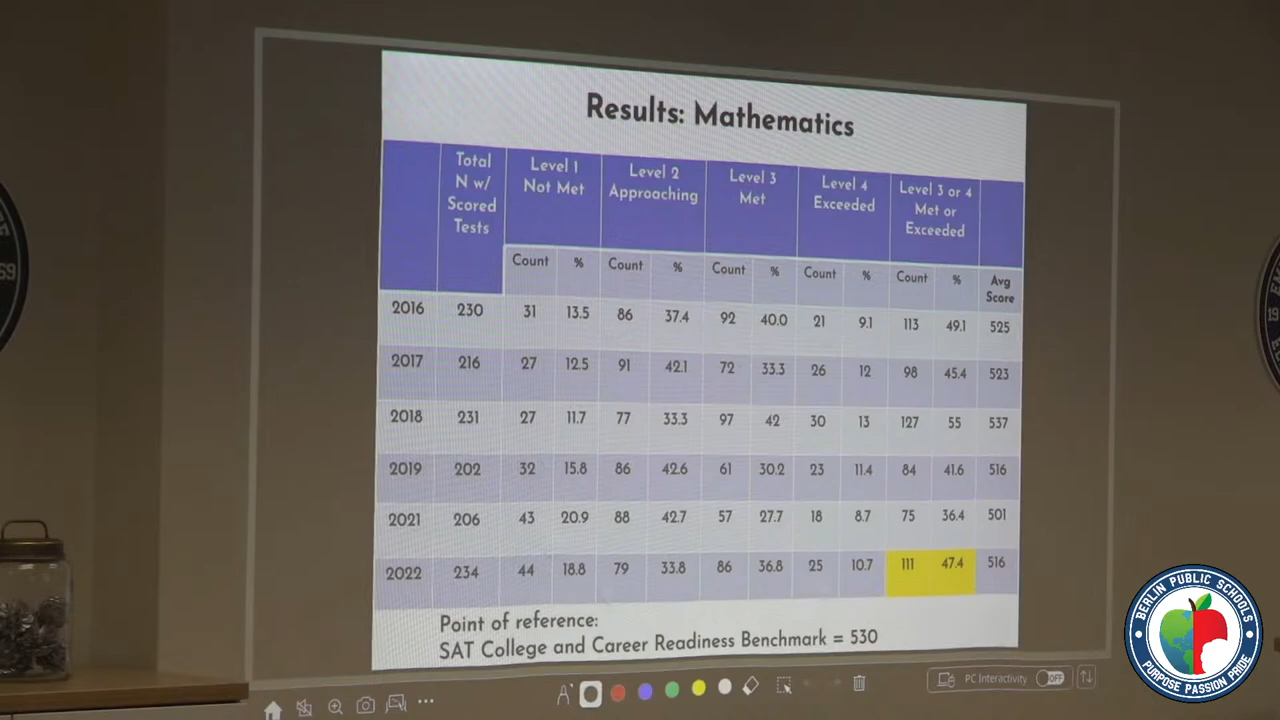 Results: Mathematics
Total N w/ Scored Tests
Level 1 Not Met
Level 2 Approaching
Level 3 Met
Level 4 Exceeded
Level 3 or 4 Met or Exceeded
Count % Count % Count % Count % Count % Avg Score
2016 230 31 13.5 86 37.4 92 40.0 21 9.1 113 49.1 525
2017 216 27 12.5 91 42.1 72 33.3 26 12 98 45.4 523
2018 231 27 11.7 77 33.3 97 42 30 13 127 55 537
2019 202 32 15.8 86 42.6 61 30.2 23 11.4 84 41.6 516
2021 206 43 20.9 88 42.7 57 27.7 18 8.7 75 36.4 501
2022 234 44 18.8 79 33.8 86 36.8 25 10.7 111 47.4 516
Point of reference:
SAT College and Career Readiness Benchmark = 530
PC Interactivity OFF
BERLIN PUBLIC SCHOOLS
PURPOSE PASSION PRIDE